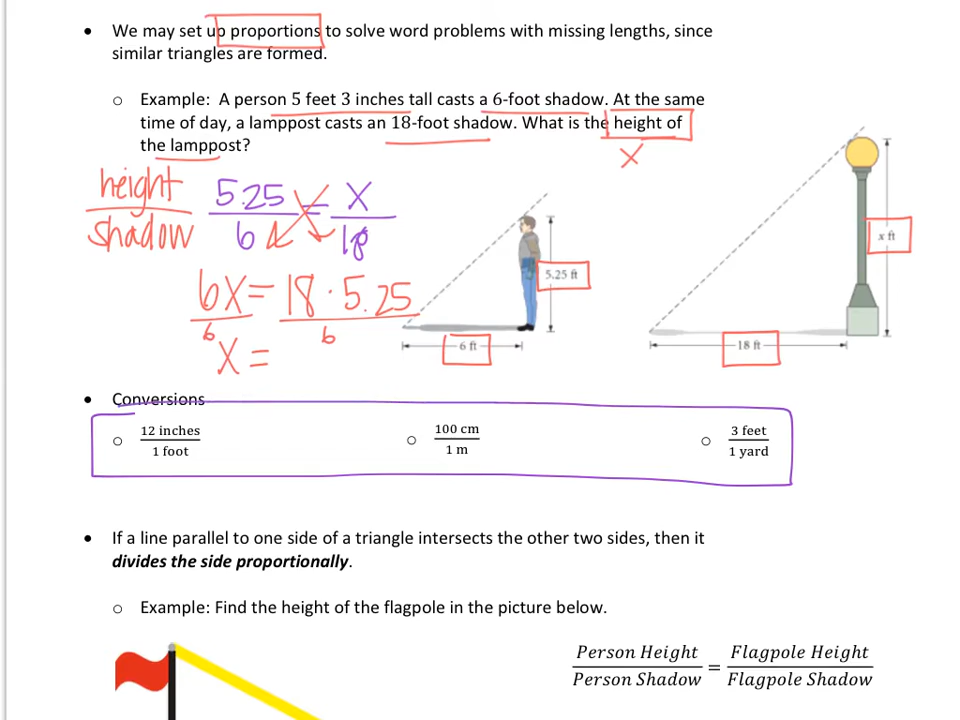 • We may set up proportions to solve word problems with missing lengths, since
similar triangles are formed.
o Example: A person 5 feet 3 inches tall casts a 6-foot shadow. At the same
time of day, a lamppost casts an 18-foot shadow. What is the height of
the lamppost?
X
height
shadow
5.25
6
=
X
18
6X = 18 · 5.25
6
6
X =
5.25 ft
6 ft
x ft
18 ft
• Conversions
o 12 inches
1 foot
o 100 cm
1 m
o 3 feet
1 yard
• If a line parallel to one side of a triangle intersects the other two sides, then it
divides the side proportionally.
o Example: Find the height of the flagpole in the picture below.
Person Height = Flagpole Height
Person Shadow Flagpole Shadow